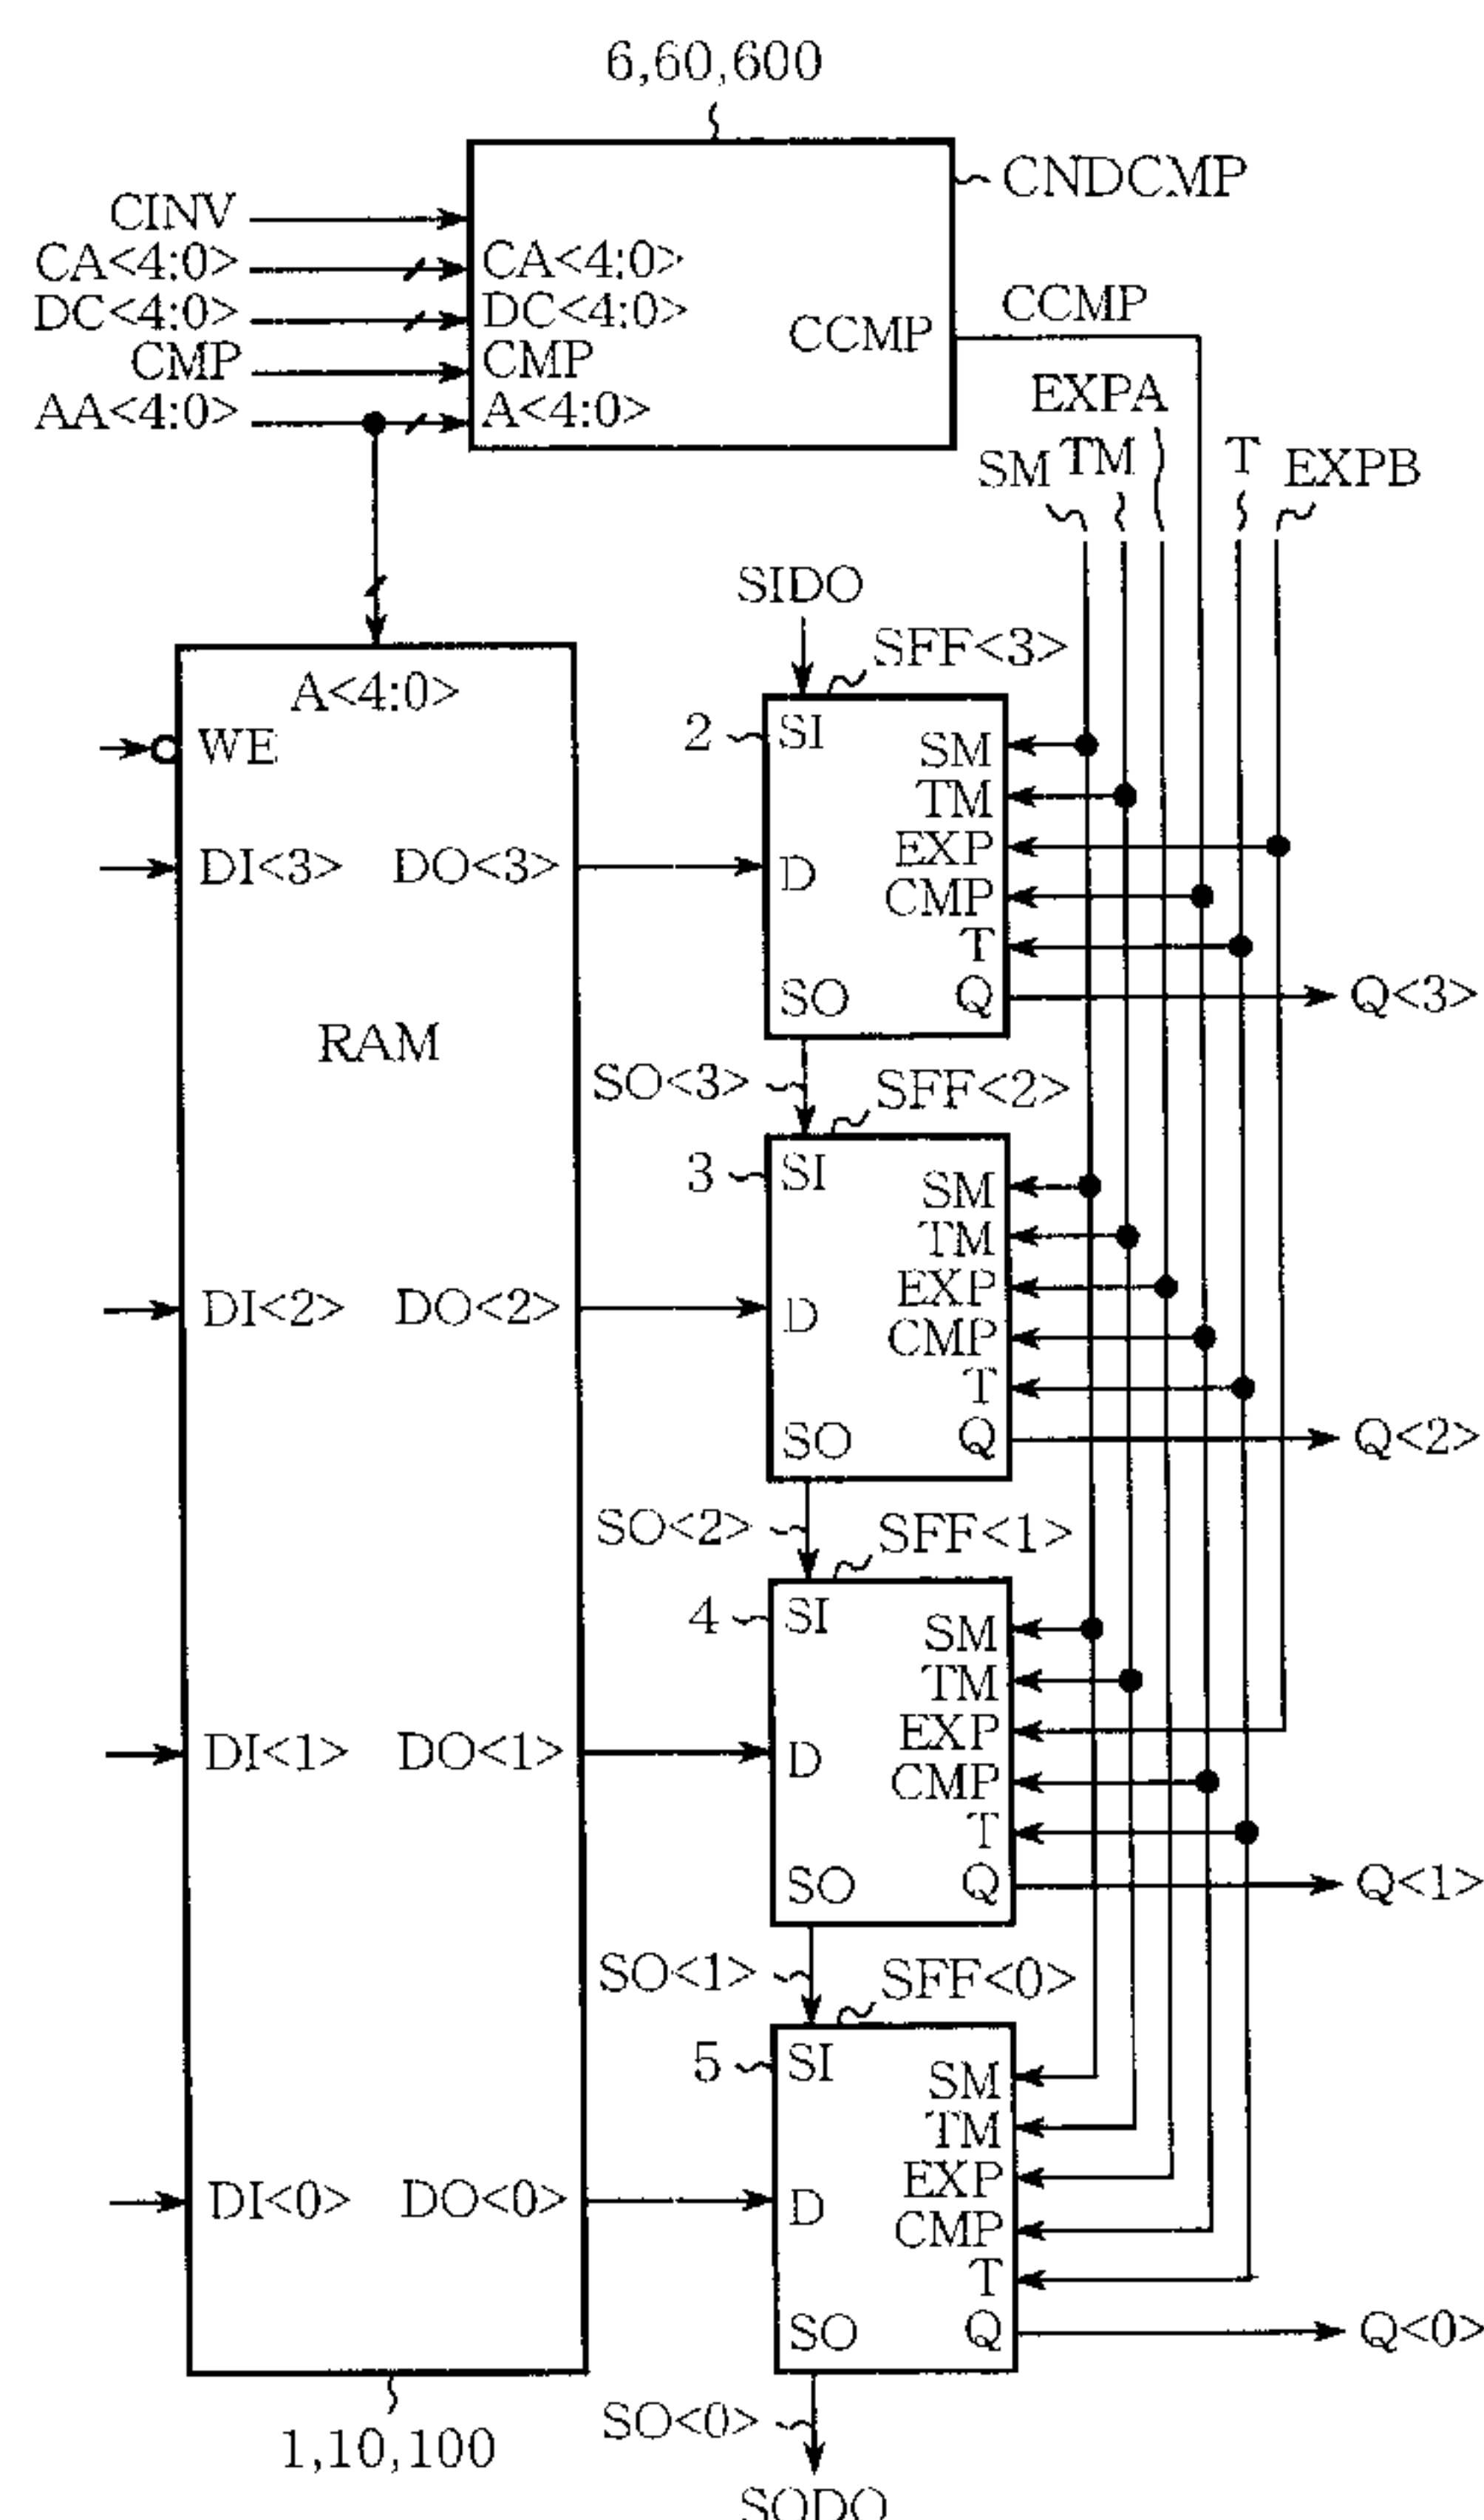 6,60,600
CNDCMP
CINV
CA<4:0>
DC<4:0>
CMP
AA<4:0>
CA<4:0>
DC<4:0>
CMP
A<4:0>
CCMP
CCMP
EXPA
SM
TM
T
EXPB
SIDO
SFF<3>
A<4:0>
WE
DI<3>
DO<3>
RAM
2
SI
SM
TM
EXP
D
CMP
T
SO
Q
Q<3>
SO<3>
SFF<2>
3
SI
SM
TM
EXP
DI<2>
DO<2>
D
CMP
T
SO
Q
Q<2>
SO<2>
SFF<1>
4
SI
SM
TM
EXP
DI<1>
DO<1>
D
CMP
T
SO
Q
Q<1>
SO<1>
SFF<0>
5
SI
SM
TM
EXP
DI<0>
DO<0>
D
CMP
T
SO
Q
Q<0>
1,10,100
SO<0>
SODO